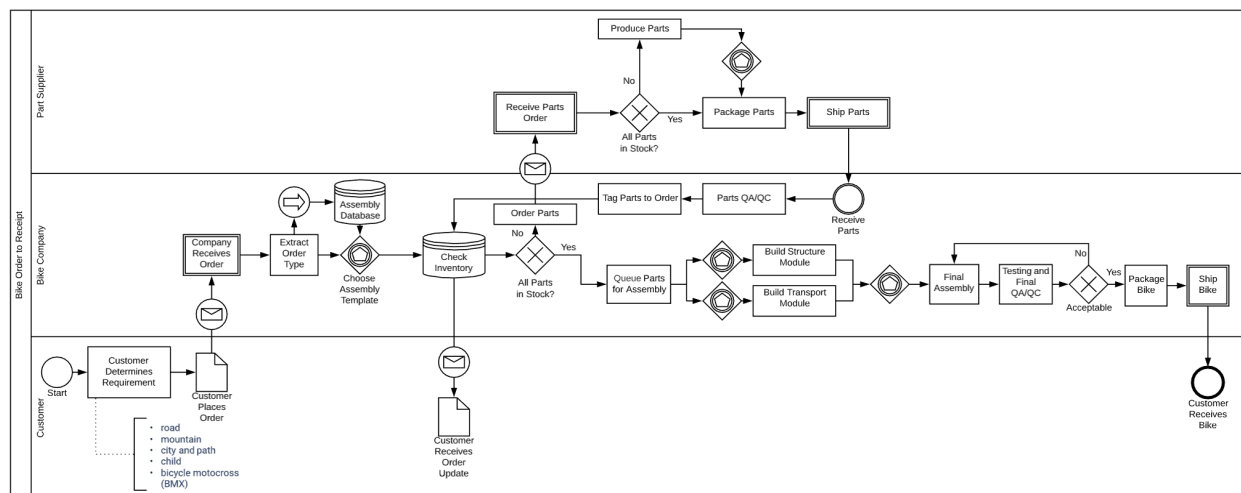 Bike Order to Receipt
Part Supplier
Produce Parts
No
Receive Parts
Order
Yes
All Parts
in Stock?
Package Parts
Ship Parts
Bike Company
Company
Receives
Order
Extract
Order
Type
Assembly
Database
Choose
Assembly
Template
Check
Inventory
Order Parts
No
Yes
All Parts
in Stock?
Tag Parts to Order
Parts QA/QC
Receive
Parts
Queue Parts
for Assembly
Build Structure
Module
Build Transport
Module
Final
Assembly
Testing and
Final
QA/QC
No
Yes
Acceptable
Package
Bike
Ship
Bike
Customer
Start
Customer
Determines
Requirement
• road
• mountain
• city and path
• child
• bicycle motocross
(BMX)
Customer
Places
Order
Customer
Receives
Order
Update
Customer
Receives
Bike